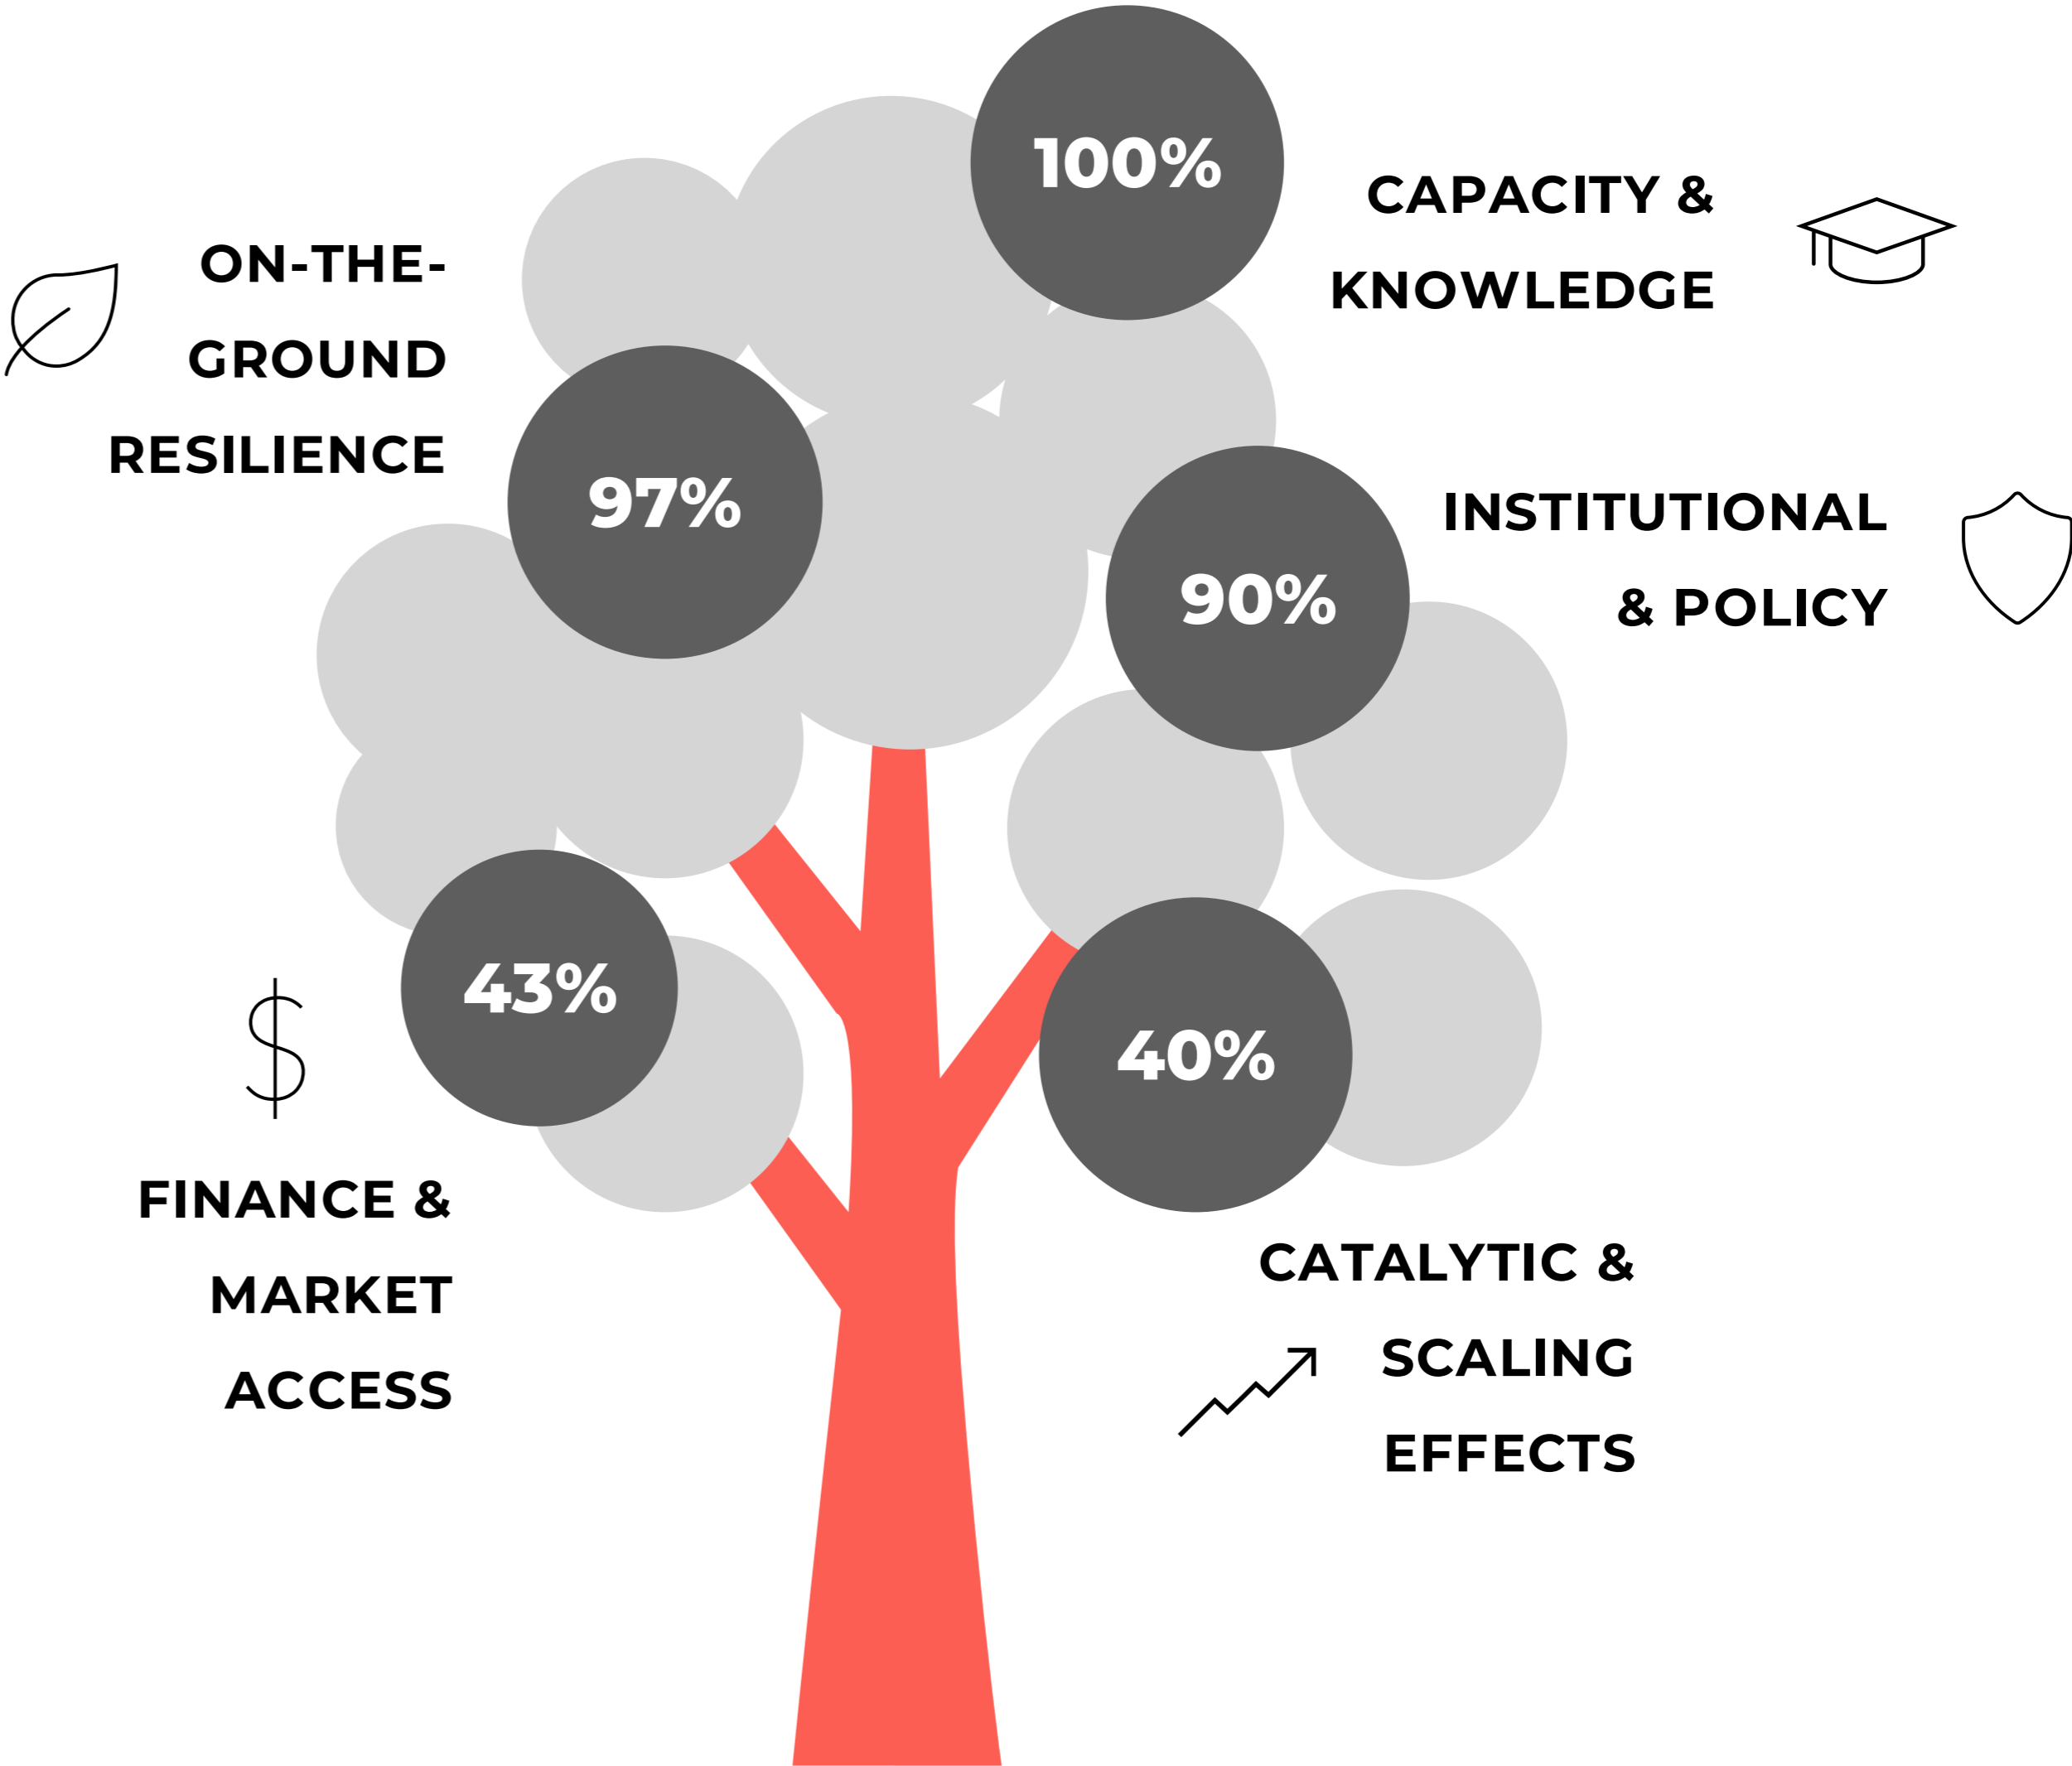 100%
CAPACITY &
KNOWLEDGE
ON-THE-
GROUND
RESILIENCE
97%
90%
INSTITUTIONAL
& POLICY
43%
FINANCE &
MARKET
ACCESS
40%
CATALYTIC &
SCALING
EFFECTS